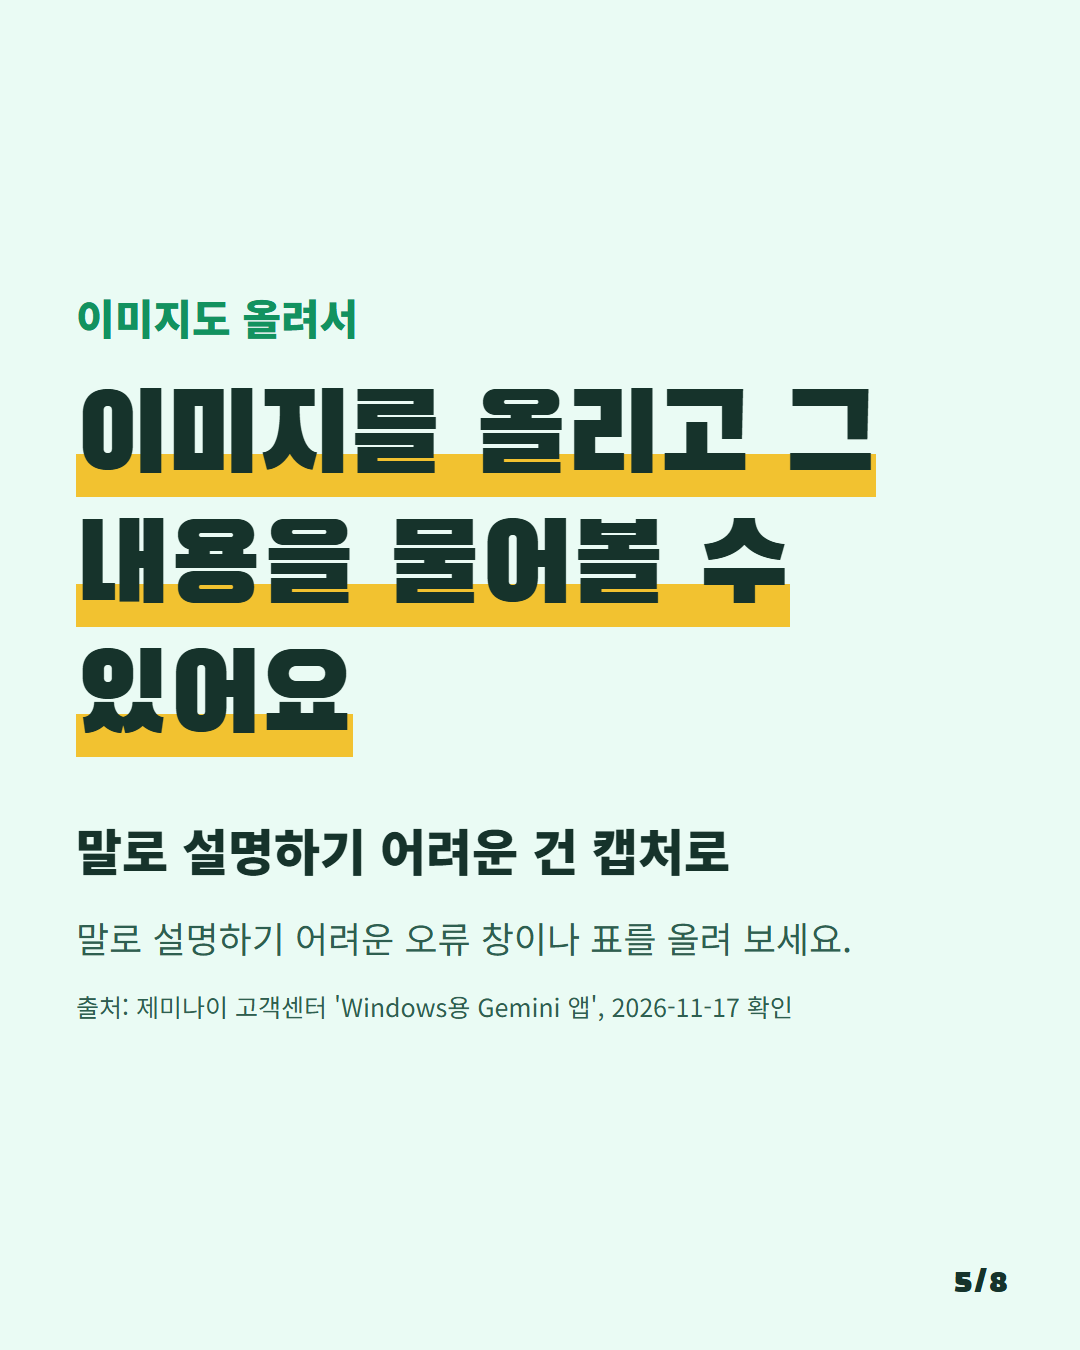 이미지도 올려서
이미지를 올리고 그
내용을 물어볼 수
있어요
말로 설명하기 어려운 건 캡처로
말로 설명하기 어려운 오류 창이나 표를 올려 보세요.
출처: 제미나이 고객센터 'Windows용 Gemini 앱', 2026-11-17 확인
5/8